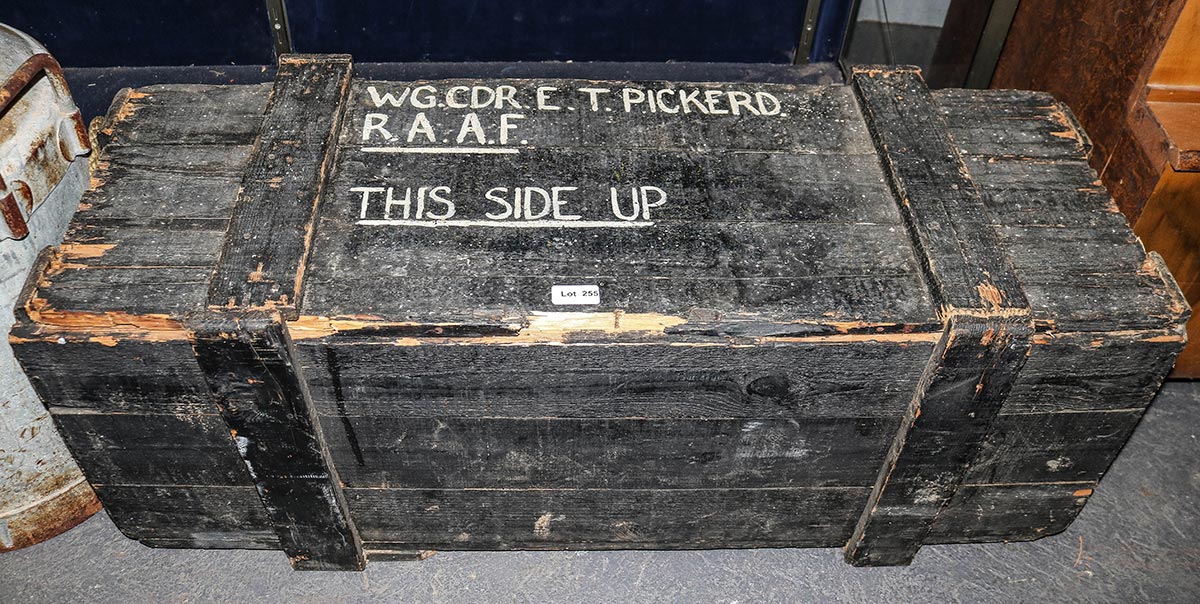 WG.CDR E. T. PICKERD.
R.A.A.F.
THIS SIDE UP
Lot 255